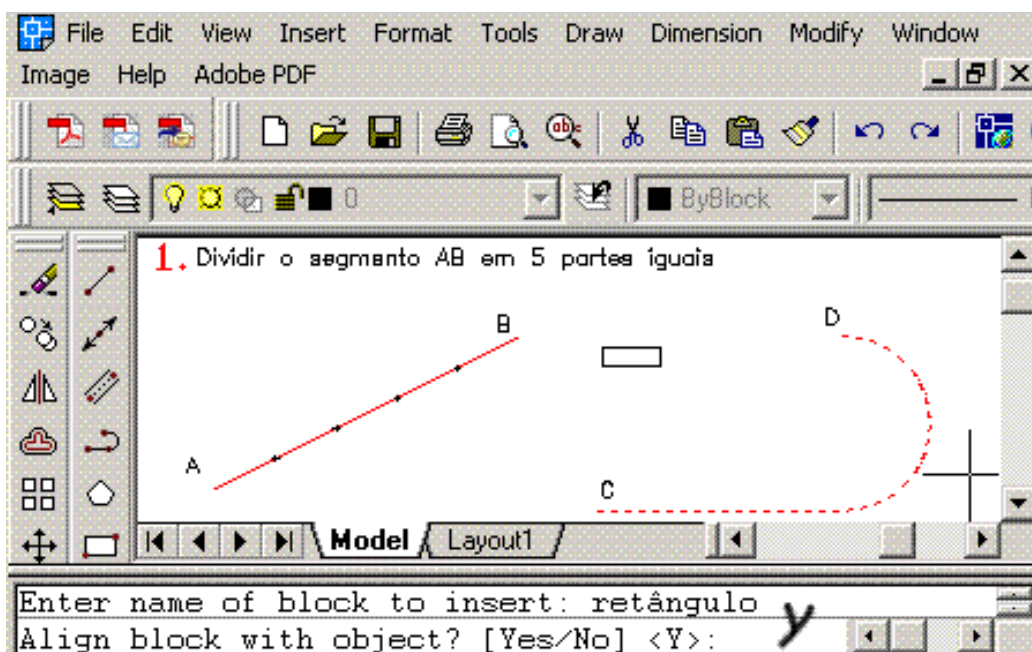 File Edit View Insert Format Tools Draw Dimension Modify Window
Image Help Adobe PDF
0 ByBlock
1. Dividir o segmento AB em 5 partes iguais
B
D
A
C
Model Layout1
Enter name of block to insert: retângulo
Align block with object? [Yes/No] <Y>: y